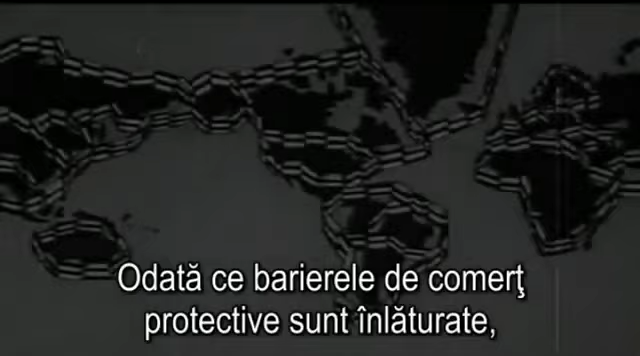 Odată ce barierele de comerţ
protective sunt înlăturate,